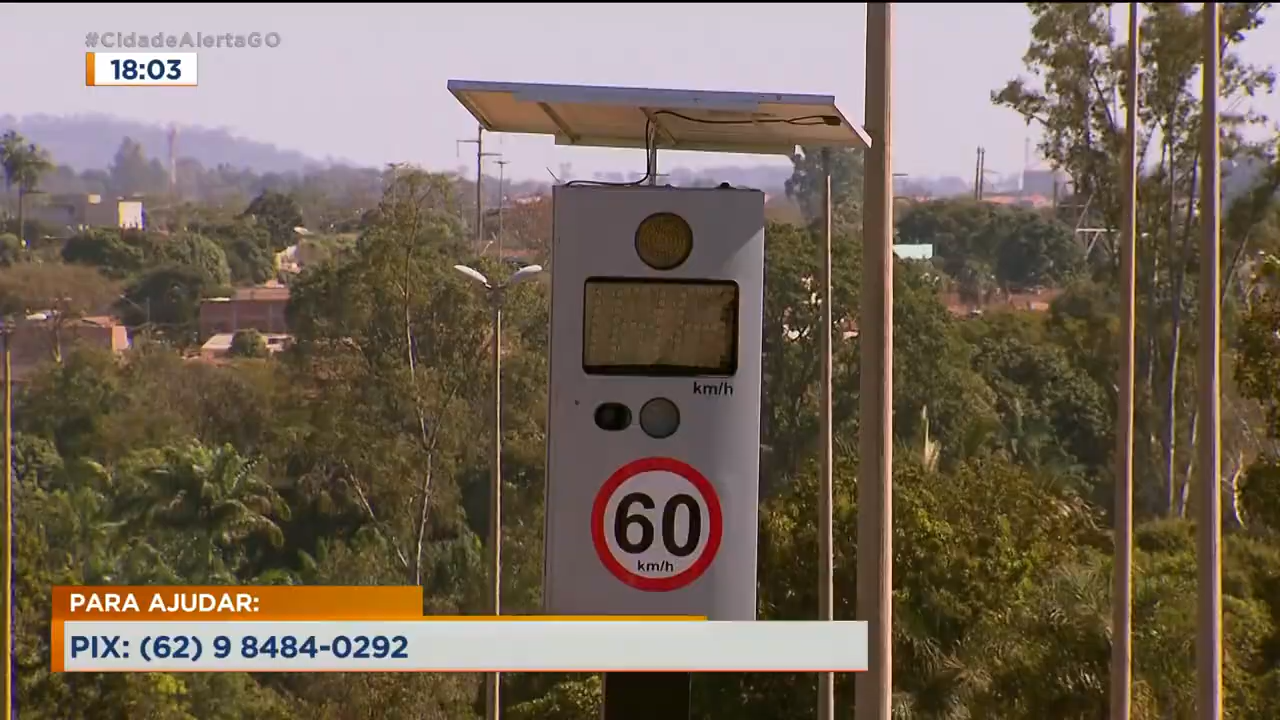 #CidadeAlertaGO
18:03
km/h
60
km/h
PARA AJUDAR:
PIX: (62) 9 8484-0292